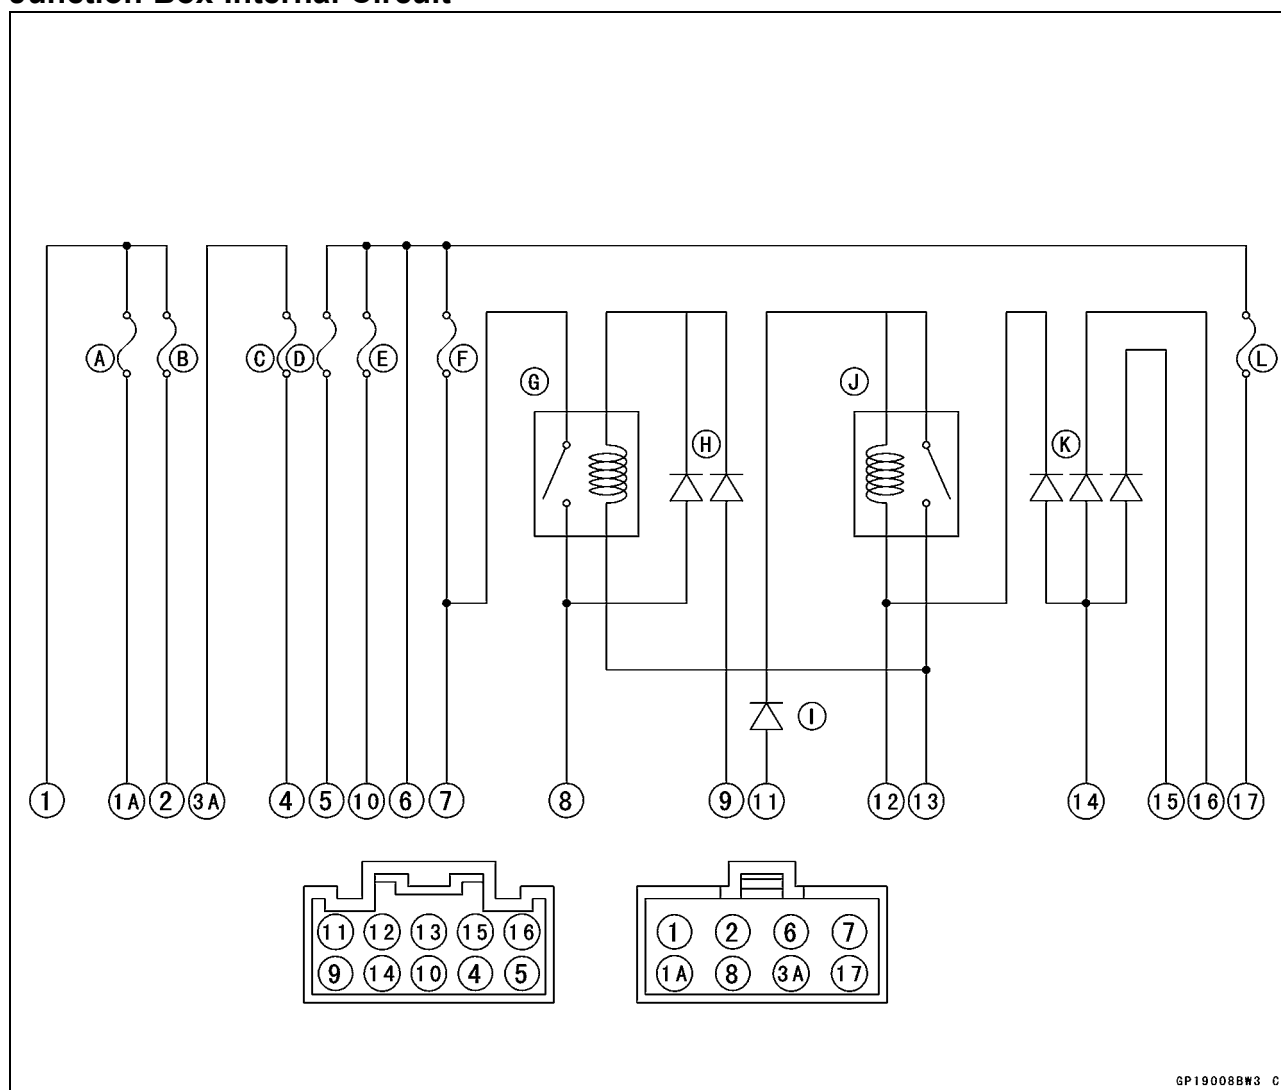 Junction Box Internal Circuit
A B C D E F L
G J
H K
I
1 1A 2 3A 4 5 10 6 7 8 9 11 12 13 14 15 16 17
11 12 13 15 16
9 14 10 4 5
1 2 6 7
1A 8 3A 17
GP19008BW3 C